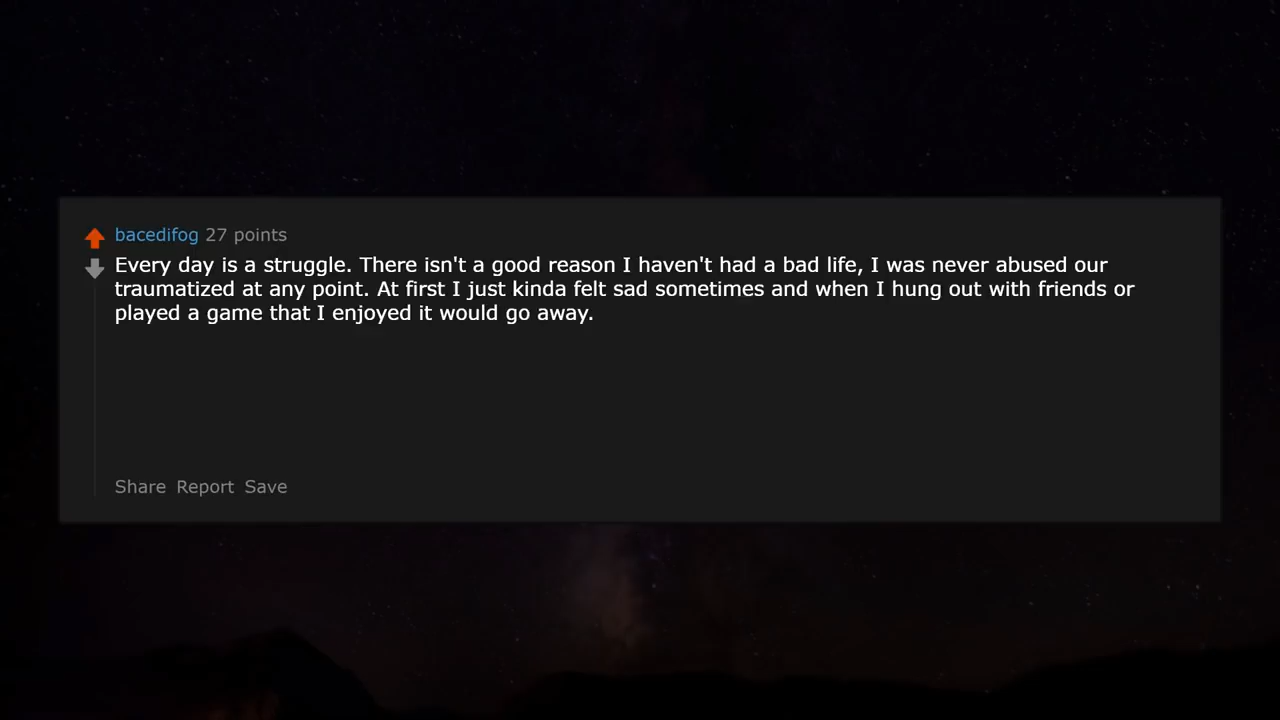 bacedifog 27 points
Every day is a struggle. There isn't a good reason I haven't had a bad life, I was never abused our
traumatized at any point. At first I just kinda felt sad sometimes and when I hung out with friends or
played a game that I enjoyed it would go away.
Share Report Save